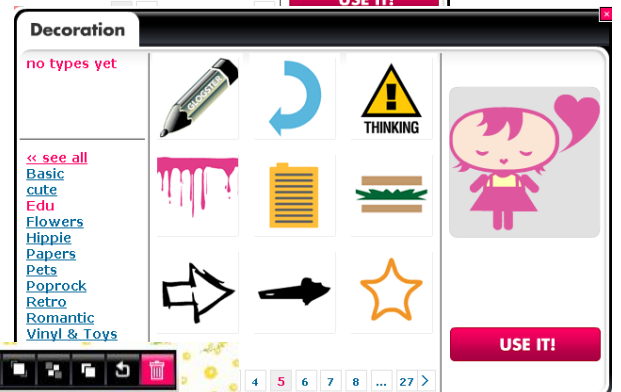 USE IT!
Decoration
no types yet
« see all
Basic
cute
Edu
Flowers
Hippie
Papers
Pets
Poprock
Retro
Romantic
Vinyl & Toys
GLOGSTER
THINKING
USE IT!
4 5 6 7 8 ... 27 >